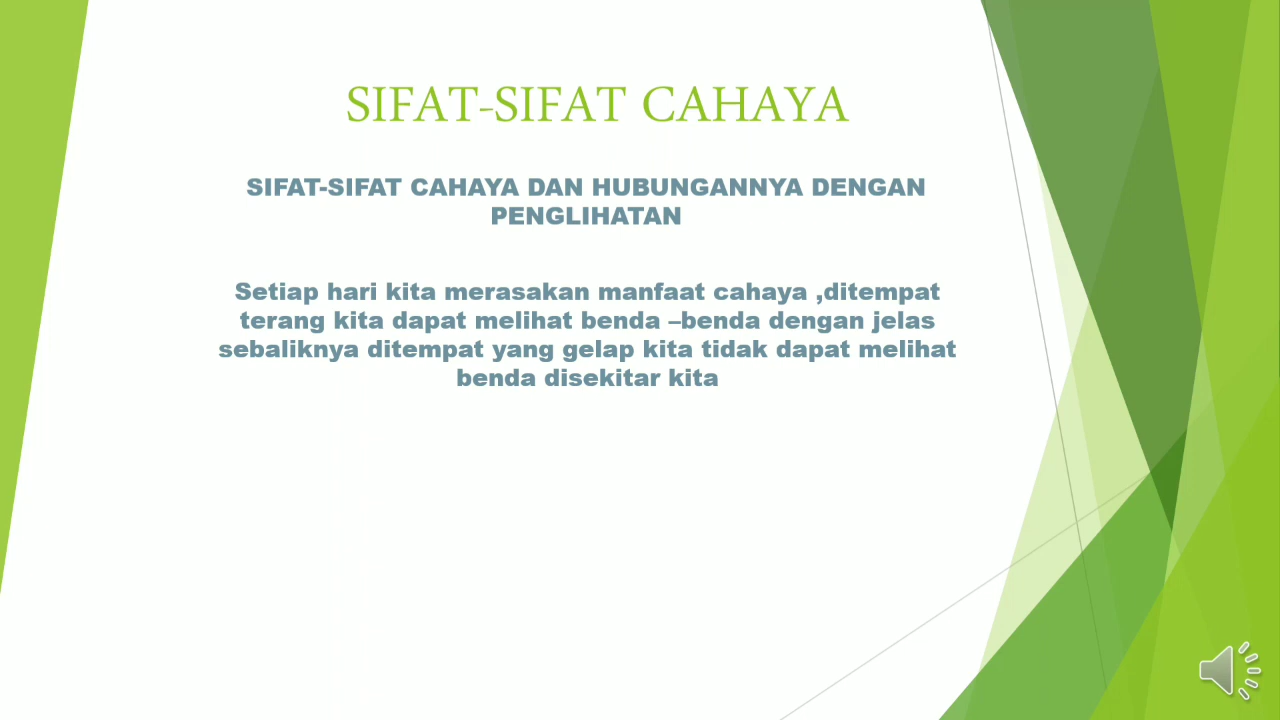 SIFAT-SIFAT CAHAYA
SIFAT-SIFAT CAHAYA DAN HUBUNGANNYA DENGAN
PENGLIHATAN
Setiap hari kita merasakan manfaat cahaya ,ditempat
terang kita dapat melihat benda –benda dengan jelas
sebaliknya ditempat yang gelap kita tidak dapat melihat
benda disekitar kita